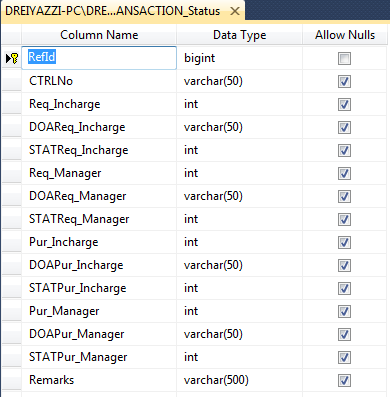 DREIYAZZI-PC\DRE...ANSACTION_Status
Column Name Data Type Allow Nulls
RefId bigint
CTRLNo varchar(50)
Req_Incharge int
DOAReq_Incharge varchar(50)
STATReq_Incharge int
Req_Manager int
DOAReq_Manager varchar(50)
STATReq_Manager int
Pur_Incharge int
DOAPur_Incharge varchar(50)
STATPur_Incharge int
Pur_Manager int
DOAPur_Manager varchar(50)
STATPur_Manager int
Remarks varchar(500)